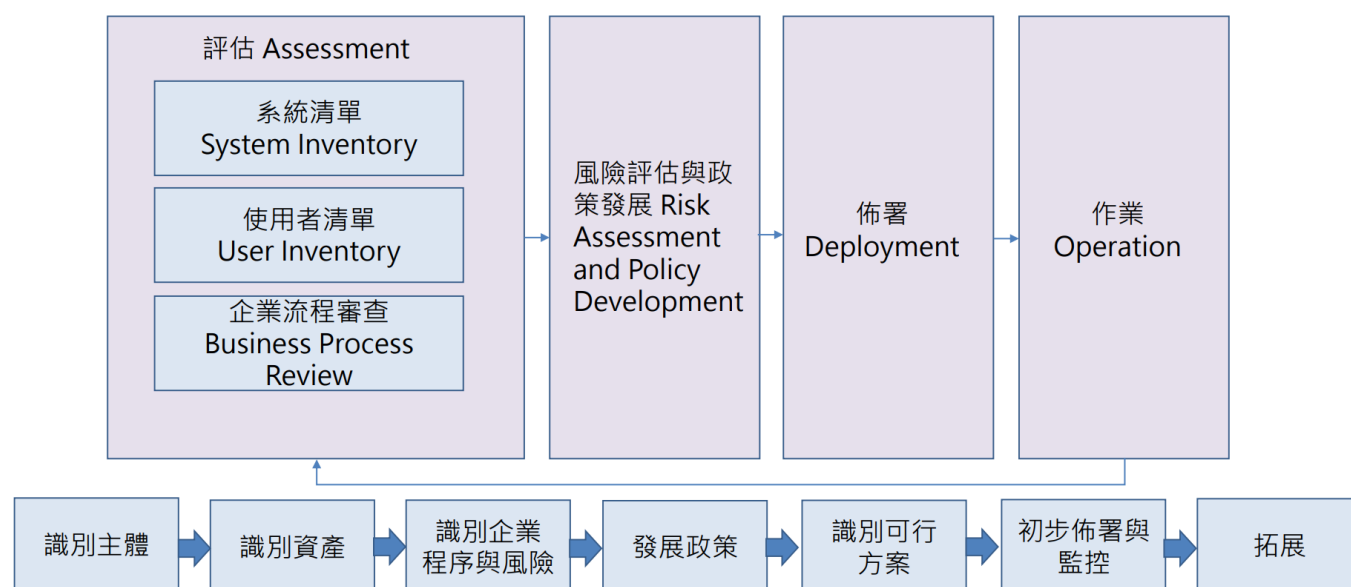 評估 Assessment
系統清單
System Inventory
使用者清單
User Inventory
企業流程審查
Business Process
Review
風險評估與政
策發展 Risk
Assessment
and Policy
Development
佈署
Deployment
作業
Operation
識別主體
識別資產
識別企業
程序與風險
發展政策
識別可行
方案
初步佈署與
監控
拓展